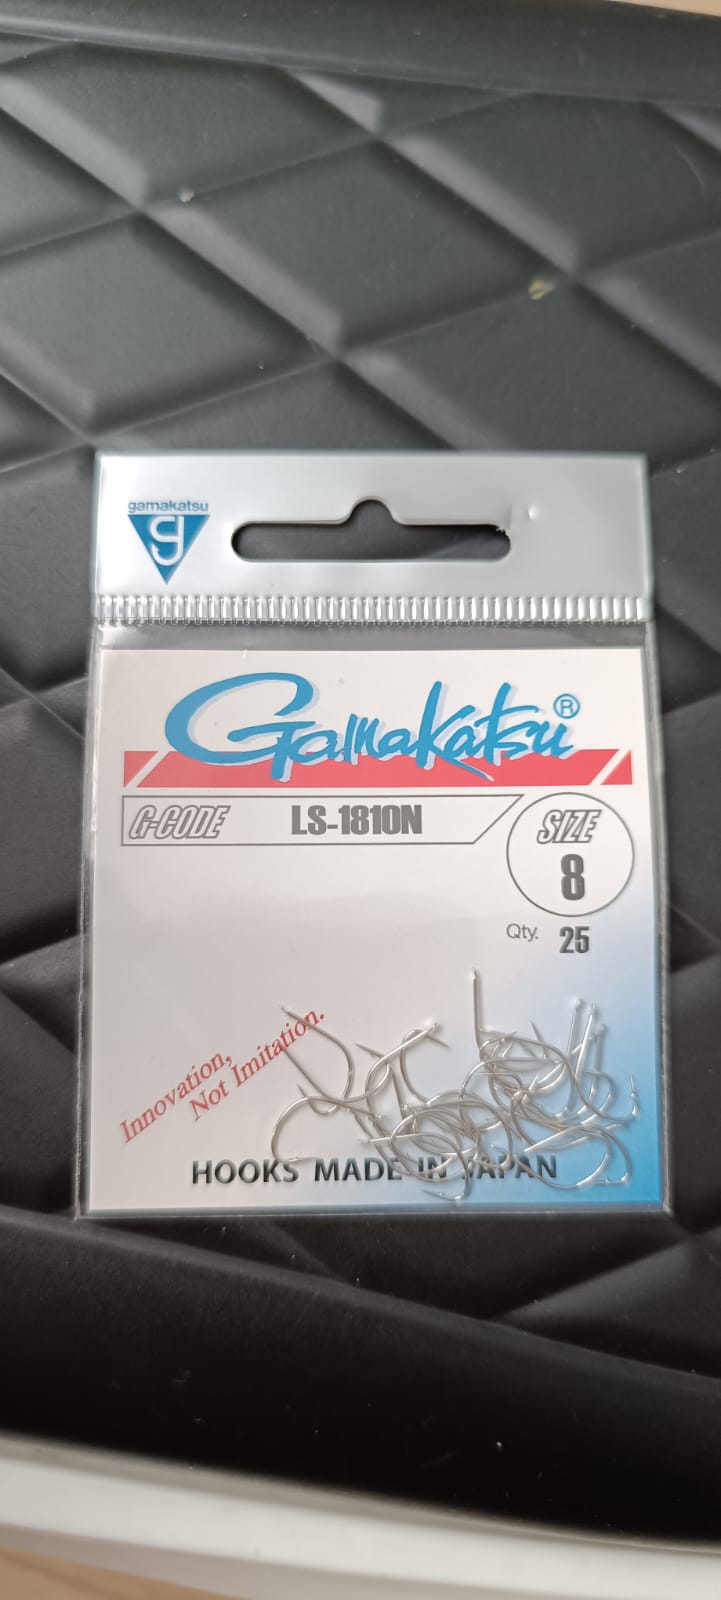 gamakatsu
Gamakatsu®
G-CODE LS-1810N
SIZE
8
Qty. 25
Innovation,
Not Imitation.
HOOKS MADE IN JAPAN